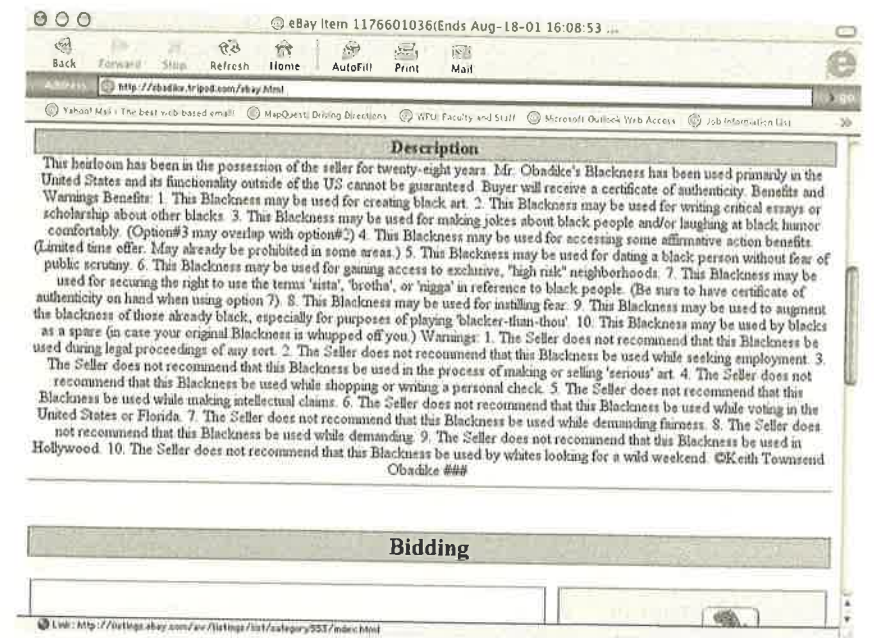 eBay Item 1176601036(Ends Aug-18-01 16:08:53 ...
Back Forward Stop Refresh Home AutoFill Print Mail
Address http://obadike.tripod.com/ebay.html go
Yahoo! Mail - The best web-based email! MapQuest: Driving Directions WFU Faculty and Staff Microsoft Outlook Web Access Job Information List
Description
This heirloom has been in the possession of the seller for twenty-eight years. Mr. Obadike's Blackness has been used primarily in the
United States and its functionality outside of the US cannot be guaranteed. Buyer will receive a certificate of authenticity. Benefits and
Warnings Benefits: 1. This Blackness may be used for creating black art. 2. This Blackness may be used for writing critical essays or
scholarship about other blacks. 3. This Blackness may be used for making jokes about black people and/or laughing at black humor
comfortably. (Option#3 may overlap with option#2) 4. This Blackness may be used for accessing some affirmative action benefits.
(Limited time offer. May already be prohibited in some areas.) 5. This Blackness may be used for dating a black person without fear of
public scrutiny. 6. This Blackness may be used for gaining access to exclusive, "high risk" neighborhoods. 7. This Blackness may be
used for securing the right to use the terms 'sista', 'brotha', or 'nigga' in reference to black people. (Be sure to have certificate of
authenticity on hand when using option 7). 8. This Blackness may be used for instilling fear. 9. This Blackness may be used to augment
the blackness of those already black, especially for purposes of playing 'blacker-than-thou'. 10. This Blackness may be used by blacks
as a spare (in case your original Blackness is whupped off you.) Warnings: 1. The Seller does not recommend that this Blackness be
used during legal proceedings of any sort. 2. The Seller does not recommend that this Blackness be used while seeking employment. 3.
The Seller does not recommend that this Blackness be used in the process of making or selling 'serious' art. 4. The Seller does not
recommend that this Blackness be used while shopping or writing a personal check. 5. The Seller does not recommend that this
Blackness be used while making intellectual claims. 6. The Seller does not recommend that this Blackness be used while voting in the
United States or Florida. 7. The Seller does not recommend that this Blackness be used while demanding fairness. 8. The Seller does
not recommend that this Blackness be used while demanding. 9. The Seller does not recommend that this Blackness be used in
Hollywood. 10. The Seller does not recommend that this Blackness be used by whites looking for a wild weekend. ©Keith Townsend
Obadike ###
Bidding
Link: http://listings.ebay.com/aw/listings/list/category553/index.html